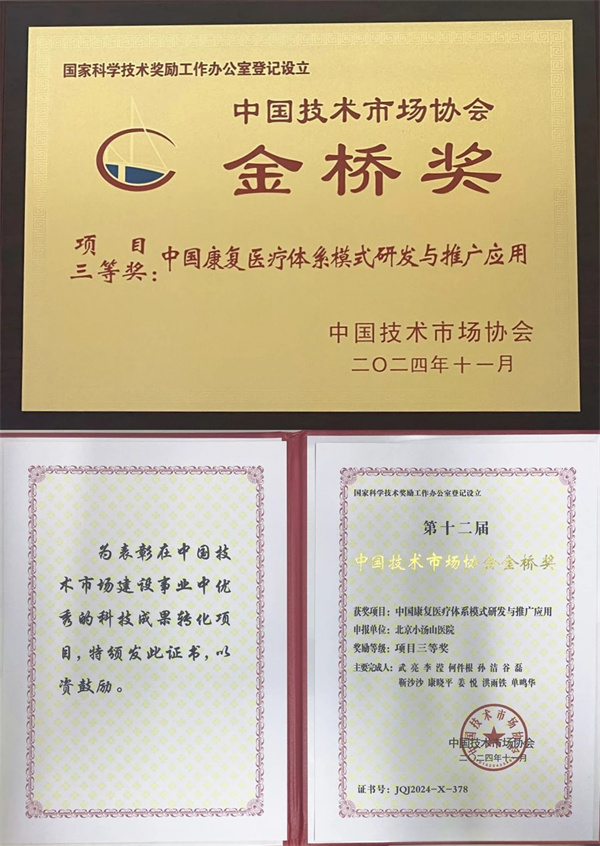 国家科学技术奖励工作办公室登记设立
中国技术市场协会
金桥奖
项目
三等奖：中国康复医疗体系模式研发与推广应用
中国技术市场协会
二〇二四年十一月
为表彰在中国技
术市场建设事业中优
秀的科技成果转化项
目，特颁发此证书，以
资鼓励。
国家科学技术奖励工作办公室登记设立
第十二届
中国技术市场协会金桥奖
获奖项目：中国康复医疗体系模式研发与推广应用
申报单位：北京小汤山医院
奖励等级：项目三等奖
主要完成人：武亮 李滢 何件根 孙洁 谷磊
靳沙沙 康晓平 姜悦 洪雨铁 单鸣华
中国技术市场协会
二〇二四年十一月
证书号：JQJ2024-X-378
中国技术市场协会